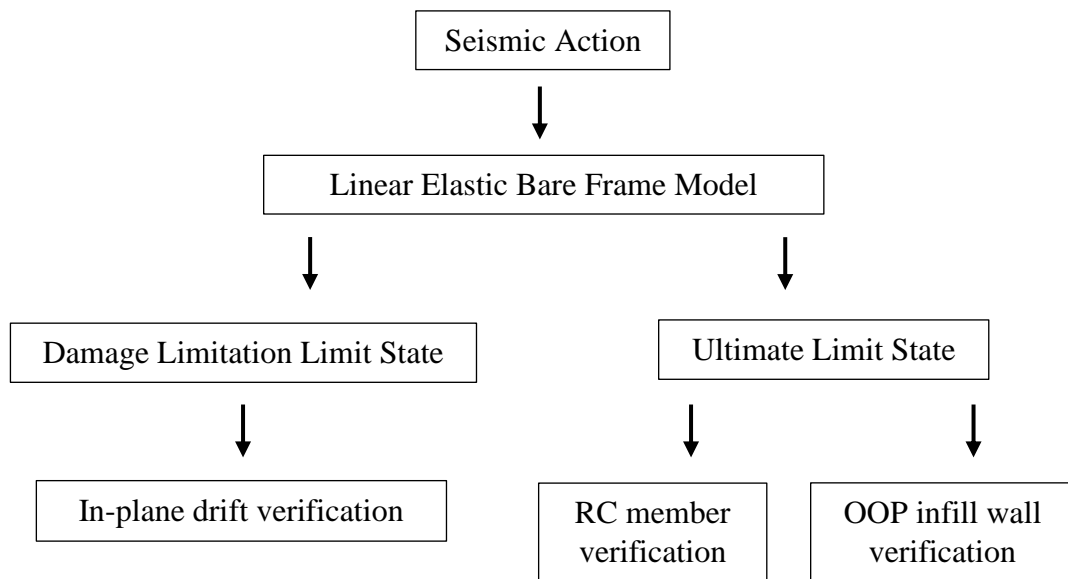 Seismic Action
Linear Elastic Bare Frame Model
Damage Limitation Limit State
Ultimate Limit State
In-plane drift verification
RC member
verification
OOP infill wall
verification